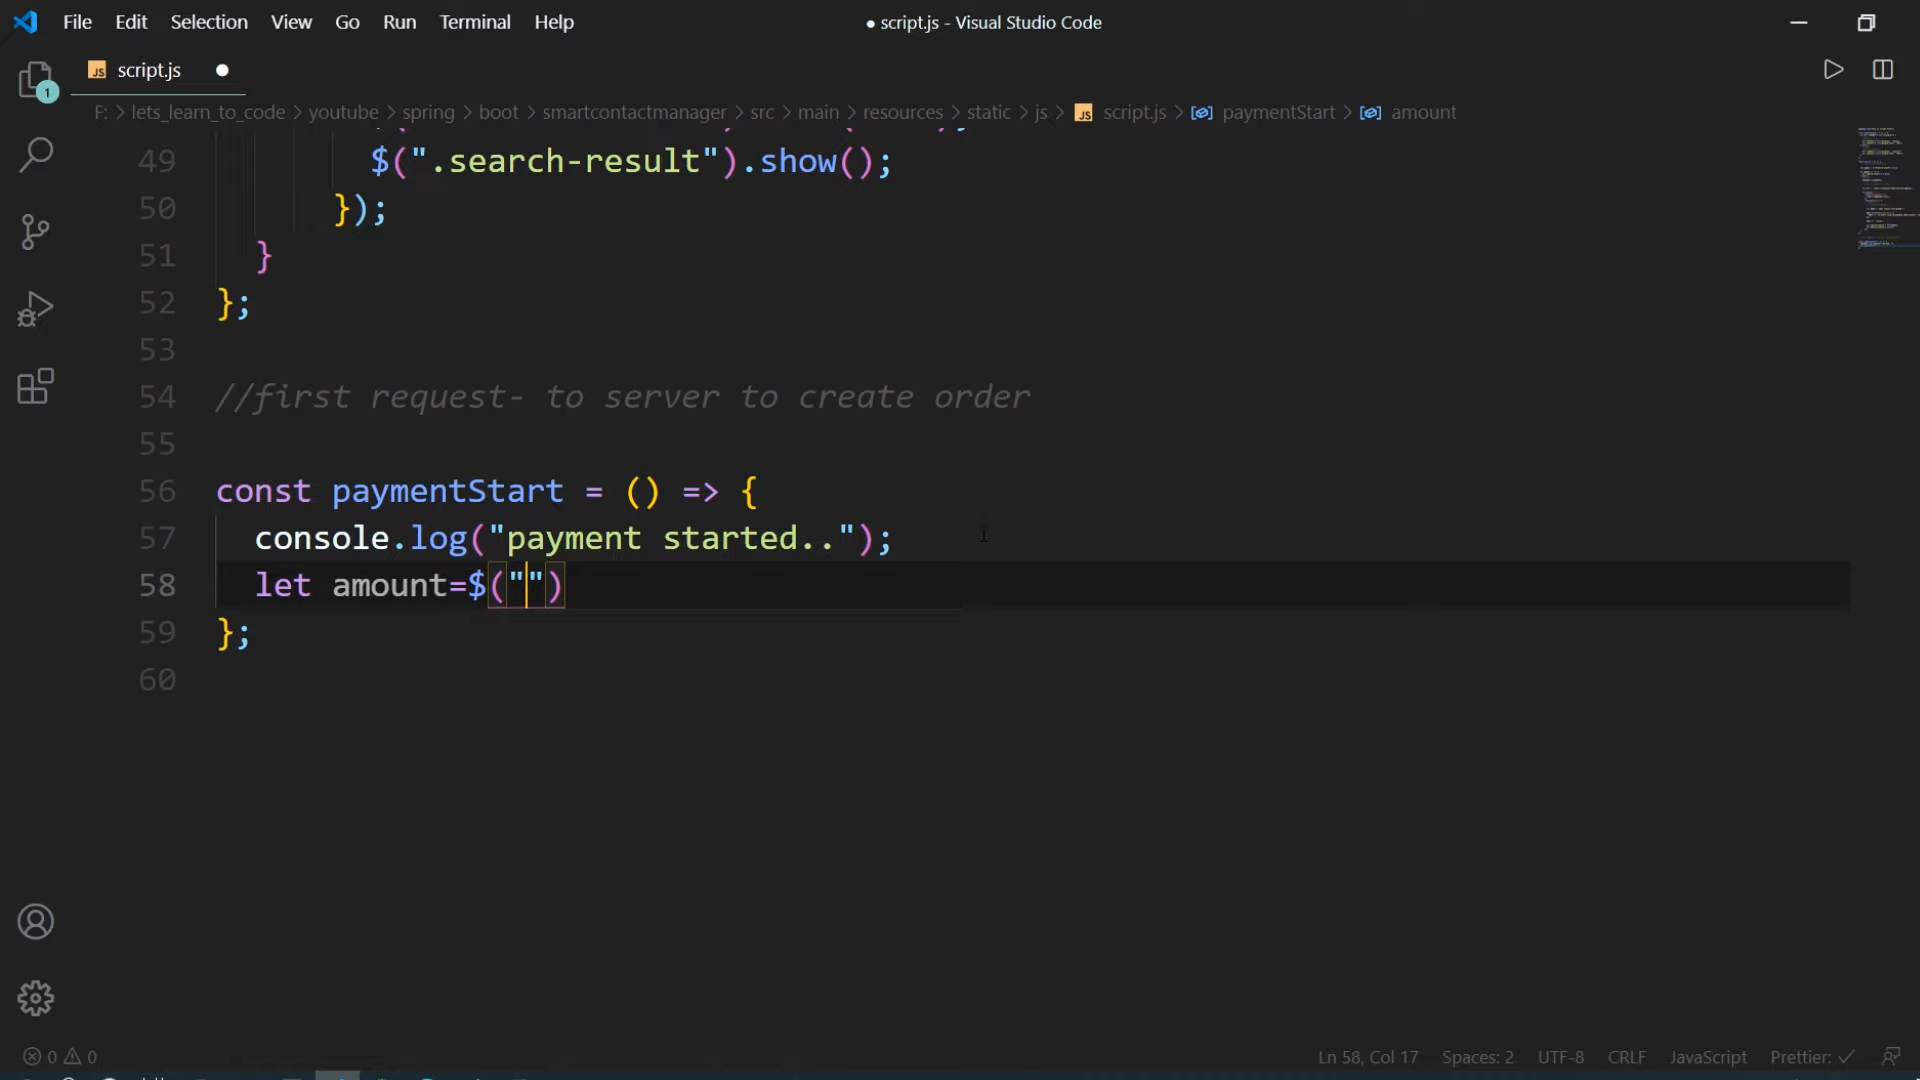 File Edit Selection View Go Run Terminal Help
● script.js - Visual Studio Code
JS script.js ●
1
F: > lets_learn_to_code > youtube > spring > boot > smartcontactmanager > src > main > resources > static > js > JS script.js > paymentStart > amount
49 $(".search-result").show();
50 });
51 }
52 };
53
54 //first request- to server to create order
55
56 const paymentStart = () => {
57 console.log("payment started..");
58 let amount=$("")
59 };
60
0 0
Ln 58, Col 17 Spaces: 2 UTF-8 CRLF JavaScript Prettier: ✓